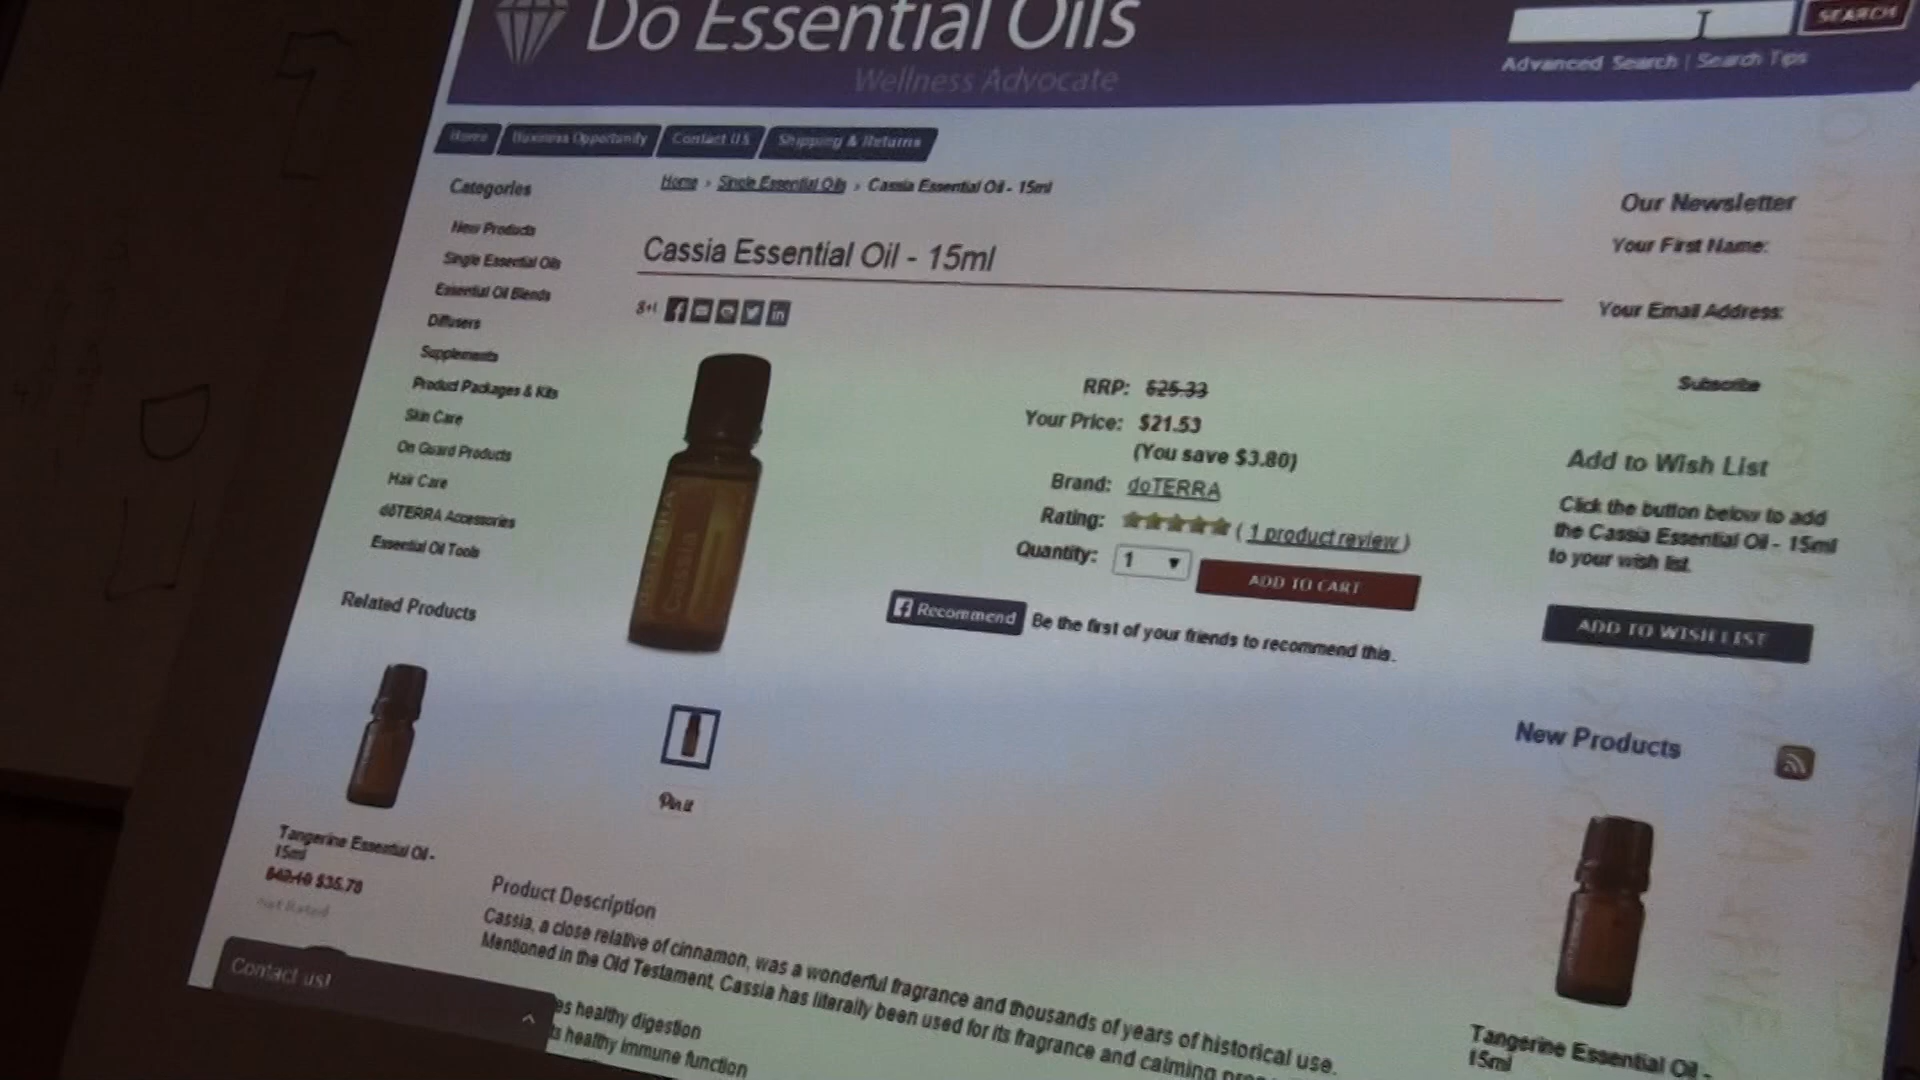 Do Essential Oils
Wellness Advocate
SEARCH
Advanced Search | Search Tips
Home
Business Opportunity
Contact US
Shipping & Returns
Categories
New Products
Single Essential Oils
Essential Oil Blends
Diffusers
Supplements
Product Packages & Kits
Skin Care
On Guard Products
Hair Care
dōTERRA Accessories
Essential Oil Tools
Related Products
Tangerine Essential Oil -
15ml
$42.10 $35.78
Not Rated
Contact us!
Home › Single Essential Oils › Cassia Essential Oil - 15ml
Cassia Essential Oil - 15ml
g+1
Cassia
RRP: $25.33
Your Price: $21.53
(You save $3.80)
Brand: doTERRA
Rating: ( 1 product review )
Quantity: 1
ADD TO CART
Recommend Be the first of your friends to recommend this.
Pin it
Product Description
Cassia, a close relative of cinnamon, was a wonderful fragrance and thousands of years of historical use.
Mentioned in the Old Testament, Cassia has literally been used for its fragrance and calming
healthy digestion
healthy immune function
Our Newsletter
Your First Name:
Your Email Address:
Subscribe
Add to Wish List
Click the button below to add
the Cassia Essential Oil - 15ml
to your wish list.
ADD TO WISH LIST
New Products
Tangerine Essential Oil -
15ml